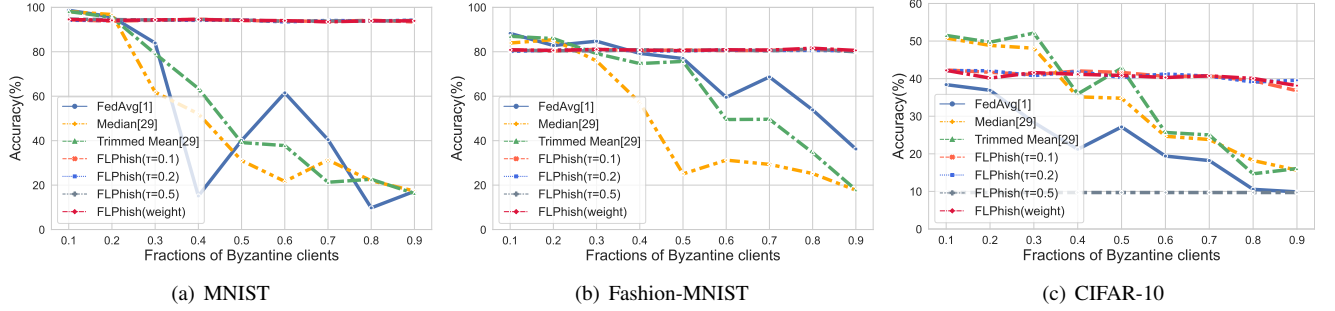 100
80
60
40
20
0
Accuracy(%)
FedAvg[1]
Median[29]
Trimmed Mean[29]
FLPhish(τ=0.1)
FLPhish(τ=0.2)
FLPhish(τ=0.5)
FLPhish(weight)
0.1 0.2 0.3 0.4 0.5 0.6 0.7 0.8 0.9
Fractions of Byzantine clients
(a) MNIST
100
80
60
40
20
0
Accuracy(%)
FedAvg[1]
Median[29]
Trimmed Mean[29]
FLPhish(τ=0.1)
FLPhish(τ=0.2)
FLPhish(τ=0.5)
FLPhish(weight)
0.1 0.2 0.3 0.4 0.5 0.6 0.7 0.8 0.9
Fractions of Byzantine clients
(b) Fashion-MNIST
60
50
40
30
20
10
0
Accuracy(%)
FedAvg[1]
Median[29]
Trimmed Mean[29]
FLPhish(τ=0.1)
FLPhish(τ=0.2)
FLPhish(τ=0.5)
FLPhish(weight)
0.1 0.2 0.3 0.4 0.5 0.6 0.7 0.8 0.9
Fractions of Byzantine clients
(c) CIFAR-10